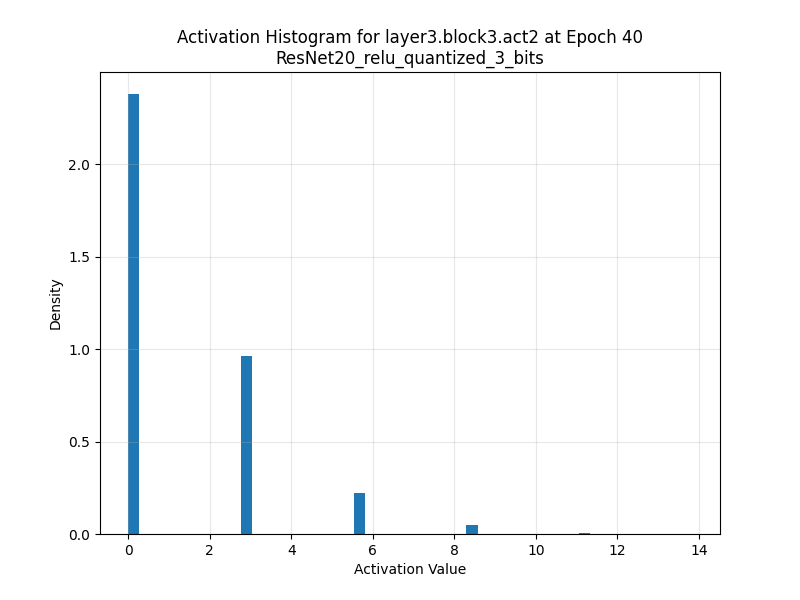 Activation Histogram for layer3.block3.act2 at Epoch 40
ResNet20_relu_quantized_3_bits
Density
2.0
1.5
1.0
0.5
0.0
0 2 4 6 8 10 12 14
Activation Value